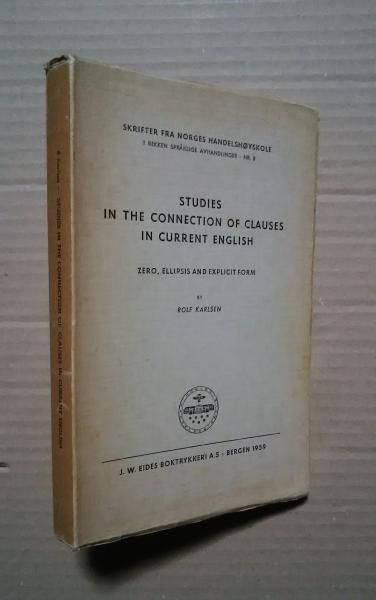 SKRIFTER FRA NORGES HANDELSHØYSKOLE
I REKKEN SPRÅKLIGE AVHANDLINGER · NR. 8
STUDIES
IN THE CONNECTION OF CLAUSES
IN CURRENT ENGLISH
ZERO, ELLIPSIS AND EXPLICIT FORM
BY
ROLF KARLSEN
J. W. EIDES BOKTRYKKERI A.S · BERGEN 1959
STUDIES IN THE CONNECTION OF CLAUSES IN CURRENT ENGLISH